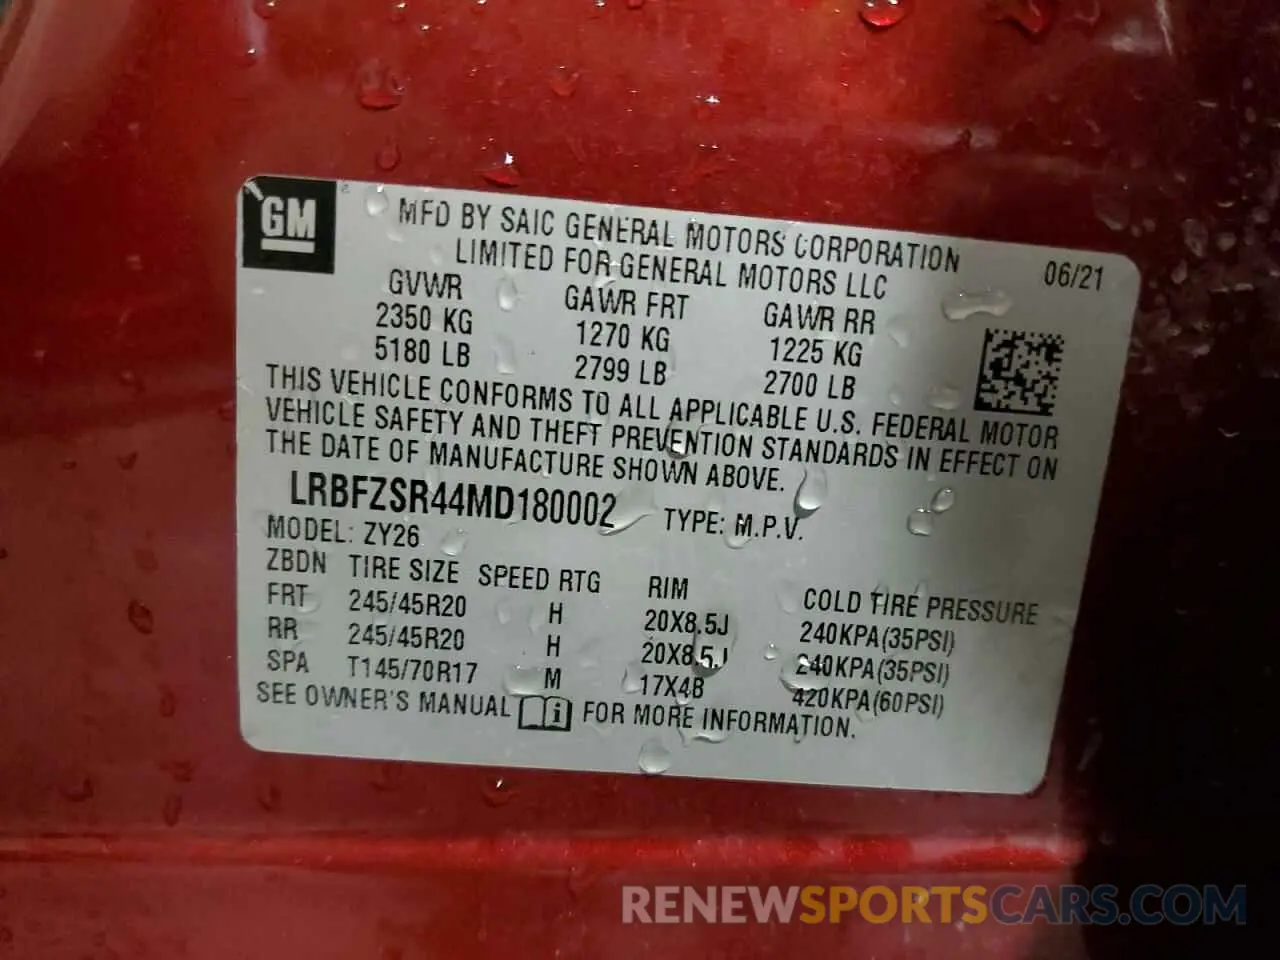 GM
MFD BY SAIC GENERAL MOTORS CORPORATION
LIMITED FOR GENERAL MOTORS LLC
06/21
GVWR GAWR FRT GAWR RR
2350 KG 1270 KG 1225 KG
5180 LB 2799 LB 2700 LB
THIS VEHICLE CONFORMS TO ALL APPLICABLE U.S. FEDERAL MOTOR
VEHICLE SAFETY AND THEFT PREVENTION STANDARDS IN EFFECT ON
THE DATE OF MANUFACTURE SHOWN ABOVE.
LRBFZSR44MD180002 TYPE: M.P.V.
MODEL: ZY26
ZBDN TIRE SIZE SPEED RTG RIM COLD TIRE PRESSURE
FRT 245/45R20 H 20X8.5J 240KPA(35PSI)
RR 245/45R20 H 20X8.5J 240KPA(35PSI)
SPA T145/70R17 M 17X4B 420KPA(60PSI)
SEE OWNER'S MANUAL i FOR MORE INFORMATION.
RENEWSPORTSCARS.COM